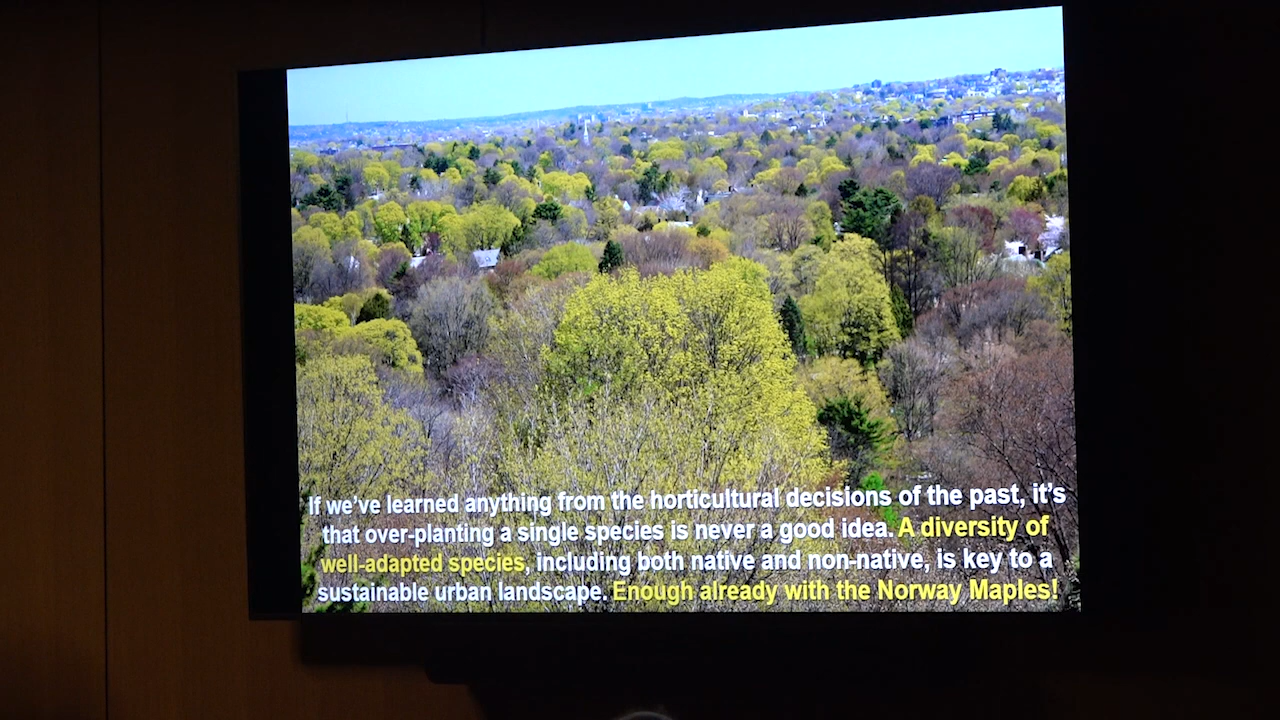 If we've learned anything from the horticultural decisions of the past, it's
that over-planting a single species is never a good idea. A diversity of
well-adapted species, including both native and non-native, is key to a
sustainable urban landscape. Enough already with the Norway Maples!